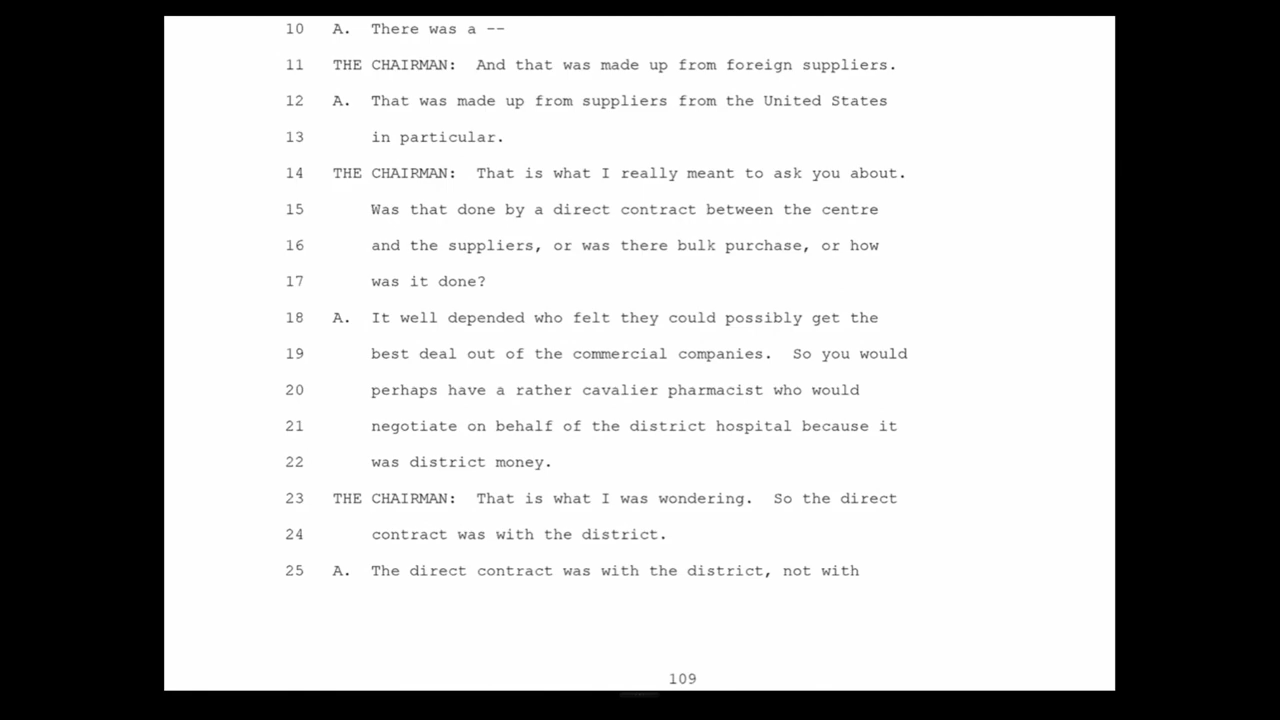 10 A. There was a --
11 THE CHAIRMAN: And that was made up from foreign suppliers.
12 A. That was made up from suppliers from the United States
13 in particular.
14 THE CHAIRMAN: That is what I really meant to ask you about.
15 Was that done by a direct contract between the centre
16 and the suppliers, or was there bulk purchase, or how
17 was it done?
18 A. It well depended who felt they could possibly get the
19 best deal out of the commercial companies. So you would
20 perhaps have a rather cavalier pharmacist who would
21 negotiate on behalf of the district hospital because it
22 was district money.
23 THE CHAIRMAN: That is what I was wondering. So the direct
24 contract was with the district.
25 A. The direct contract was with the district, not with
109